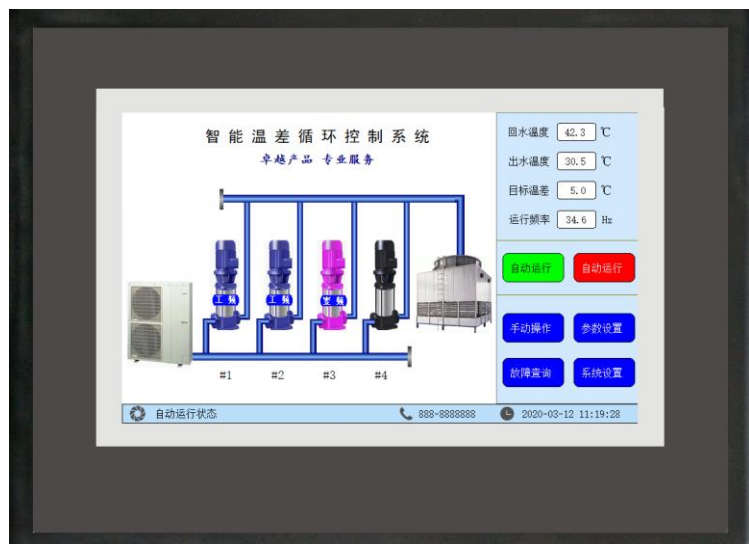 智能温差循环控制系统
卓越产品 专业服务
回水温度 42.3 ℃
出水温度 30.5 ℃
目标温差 5.0 ℃
运行频率 34.6 Hz
自动运行 自动运行
工频 工频 变频
手动操作 参数设置
故障查询 系统设置
#1 #2 #3 #4
自动运行状态 888-8888888 2020-03-12 11:19:28